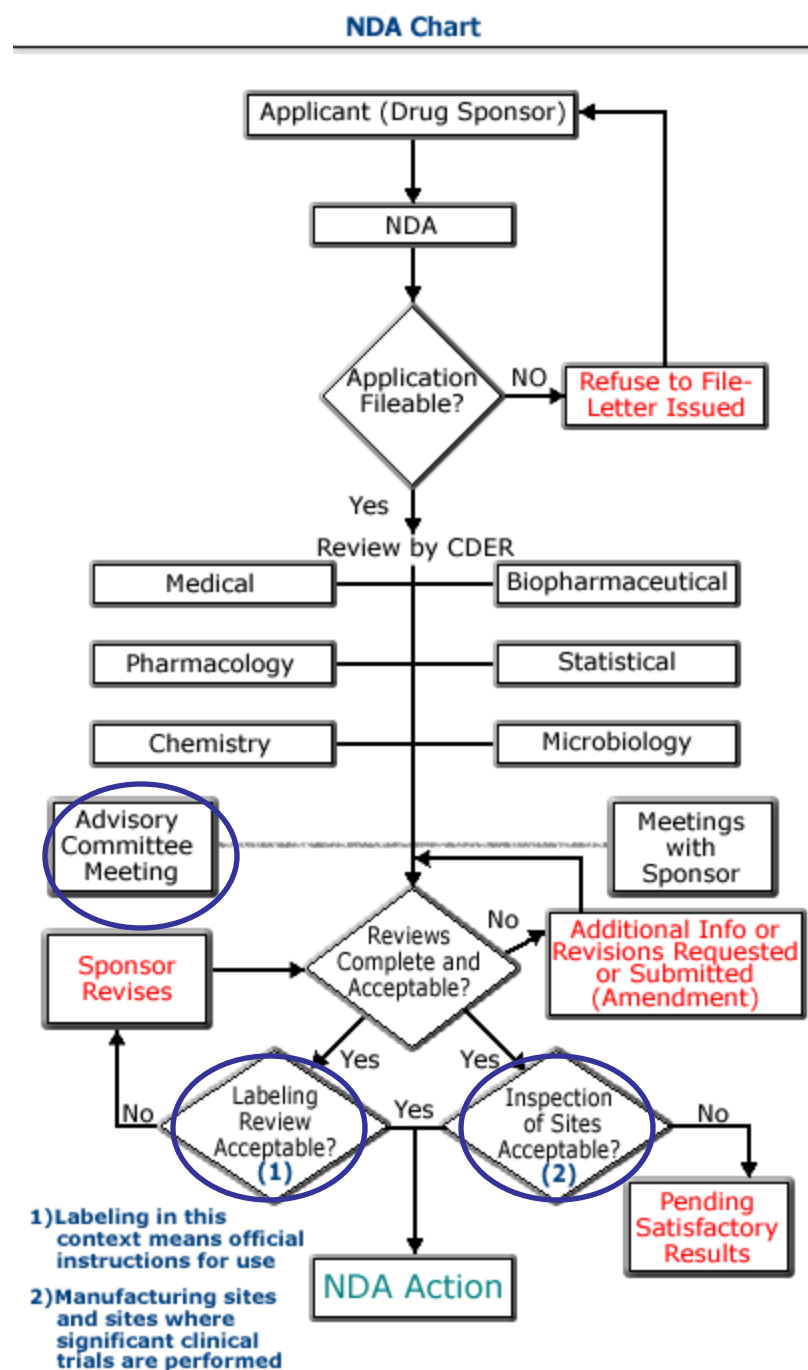 NDA Chart
Applicant (Drug Sponsor)
NDA
Application
Fileable?
NO
Refuse to File-
Letter Issued
Yes
Review by CDER
Medical
Biopharmaceutical
Pharmacology
Statistical
Chemistry
Microbiology
Advisory
Committee
Meeting
Meetings
with
Sponsor
Reviews
Complete and
Acceptable?
No
Additional Info or
Revisions Requested
or Submitted
(Amendment)
Sponsor
Revises
Yes
Yes
No
Labeling
Review
Acceptable?
(1)
Yes
Inspection
of Sites
Acceptable?
(2)
No
Pending
Satisfactory
Results
NDA Action
1)Labeling in this
context means official
instructions for use
2)Manufacturing sites
and sites where
significant clinical
trials are performed